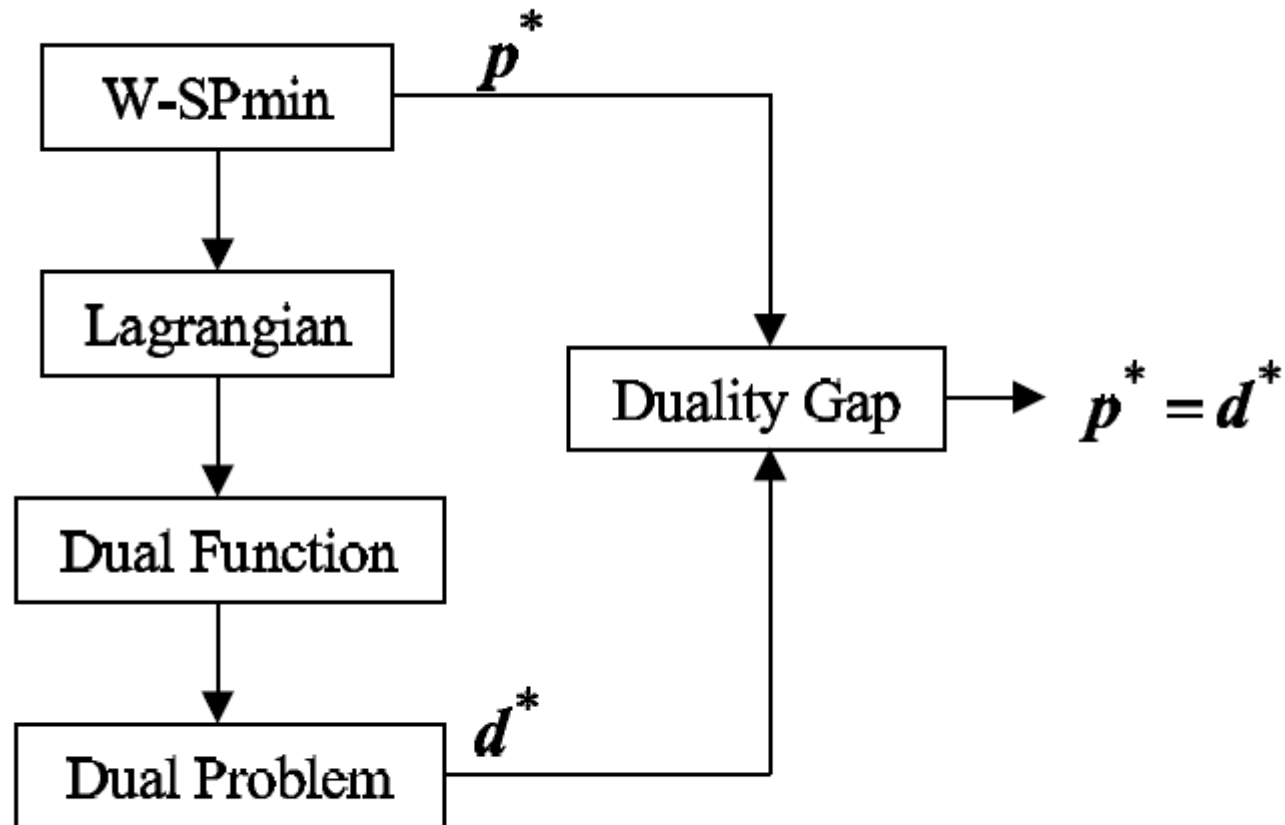 W-SPmin
p*
Lagrangian
Duality Gap
p* = d*
Dual Function
Dual Problem
d*